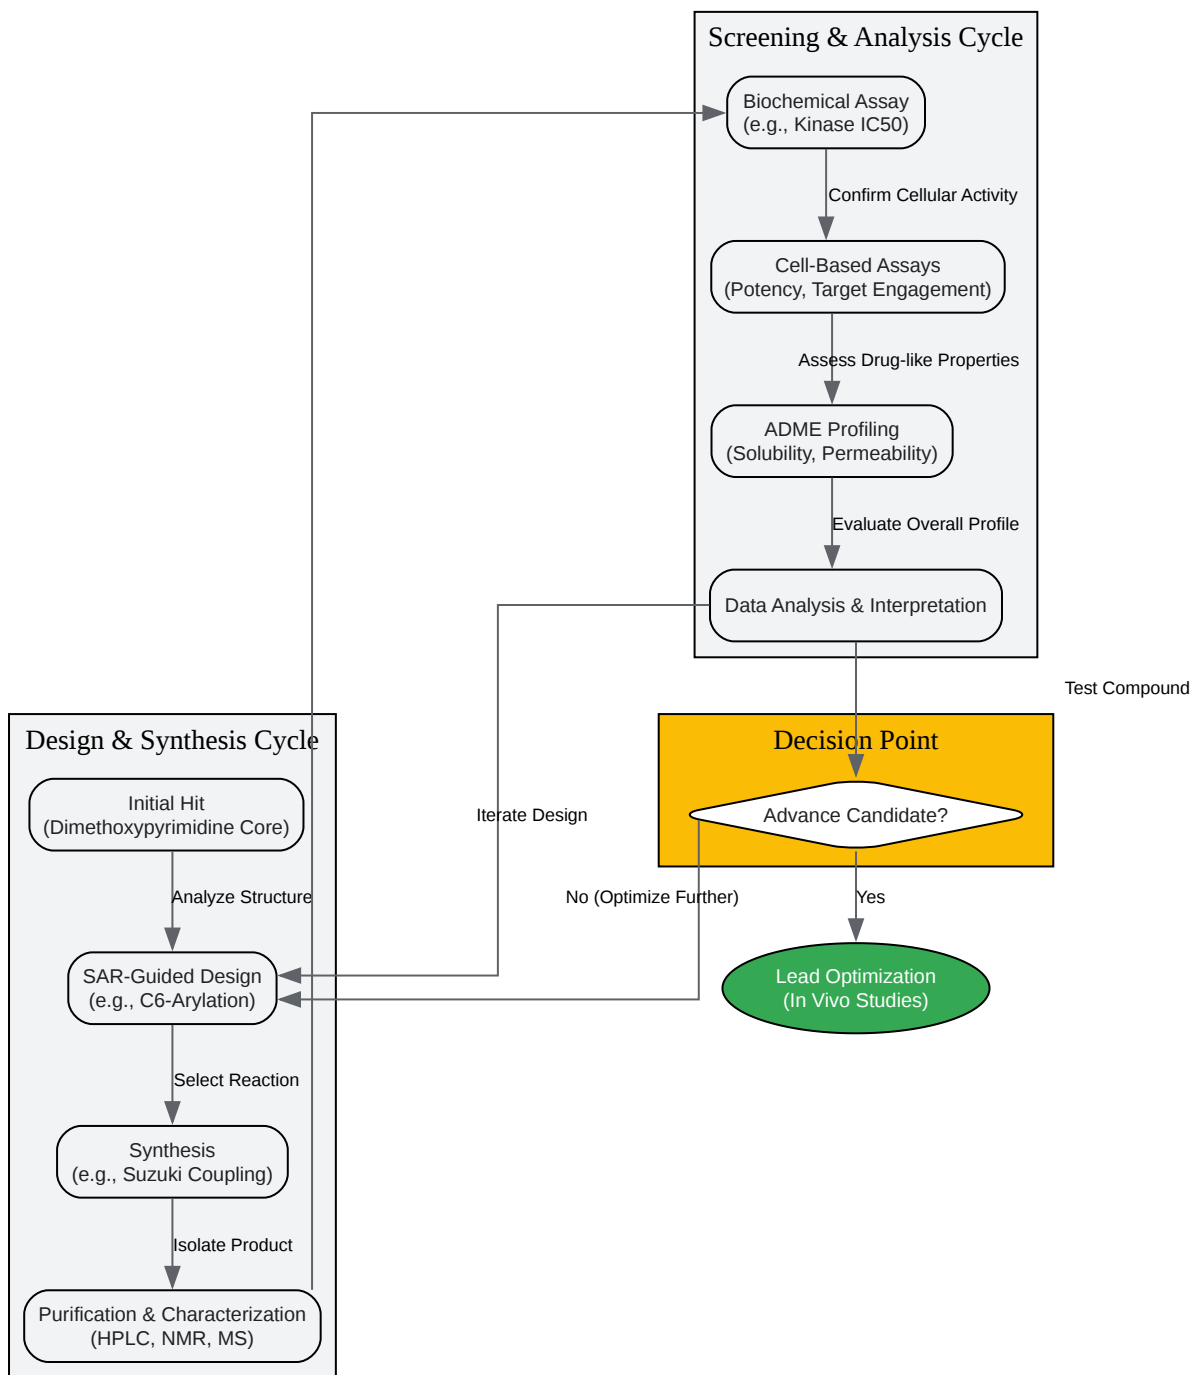 Screening & Analysis Cycle
Biochemical Assay
(e.g., Kinase IC50)
Confirm Cellular Activity
Cell-Based Assays
(Potency, Target Engagement)
Assess Drug-like Properties
ADME Profiling
(Solubility, Permeability)
Evaluate Overall Profile
Data Analysis & Interpretation
Test Compound
Design & Synthesis Cycle
Initial Hit
(Dimethoxypyrimidine Core)
Analyze Structure
SAR-Guided Design
(e.g., C6-Arylation)
Select Reaction
Synthesis
(e.g., Suzuki Coupling)
Isolate Product
Purification & Characterization
(HPLC, NMR, MS)
Iterate Design
Decision Point
Advance Candidate?
No (Optimize Further)
Yes
Lead Optimization
(In Vivo Studies)